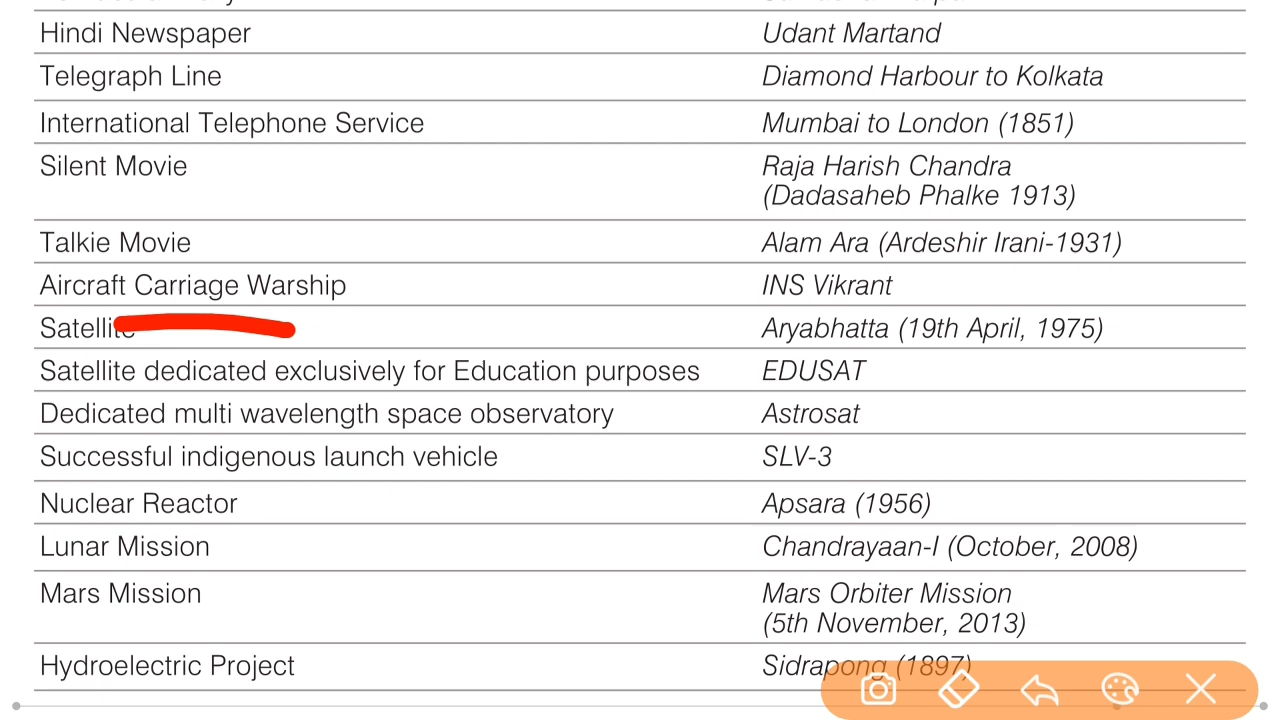 Hindi Newspaper Udant Martand
Telegraph Line Diamond Harbour to Kolkata
International Telephone Service Mumbai to London (1851)
Silent Movie Raja Harish Chandra
(Dadasaheb Phalke 1913)
Talkie Movie Alam Ara (Ardeshir Irani-1931)
Aircraft Carriage Warship INS Vikrant
Satellite Aryabhatta (19th April, 1975)
Satellite dedicated exclusively for Education purposes EDUSAT
Dedicated multi wavelength space observatory Astrosat
Successful indigenous launch vehicle SLV-3
Nuclear Reactor Apsara (1956)
Lunar Mission Chandrayaan-I (October, 2008)
Mars Mission Mars Orbiter Mission
(5th November, 2013)
Hydroelectric Project Sidrapong (1897)